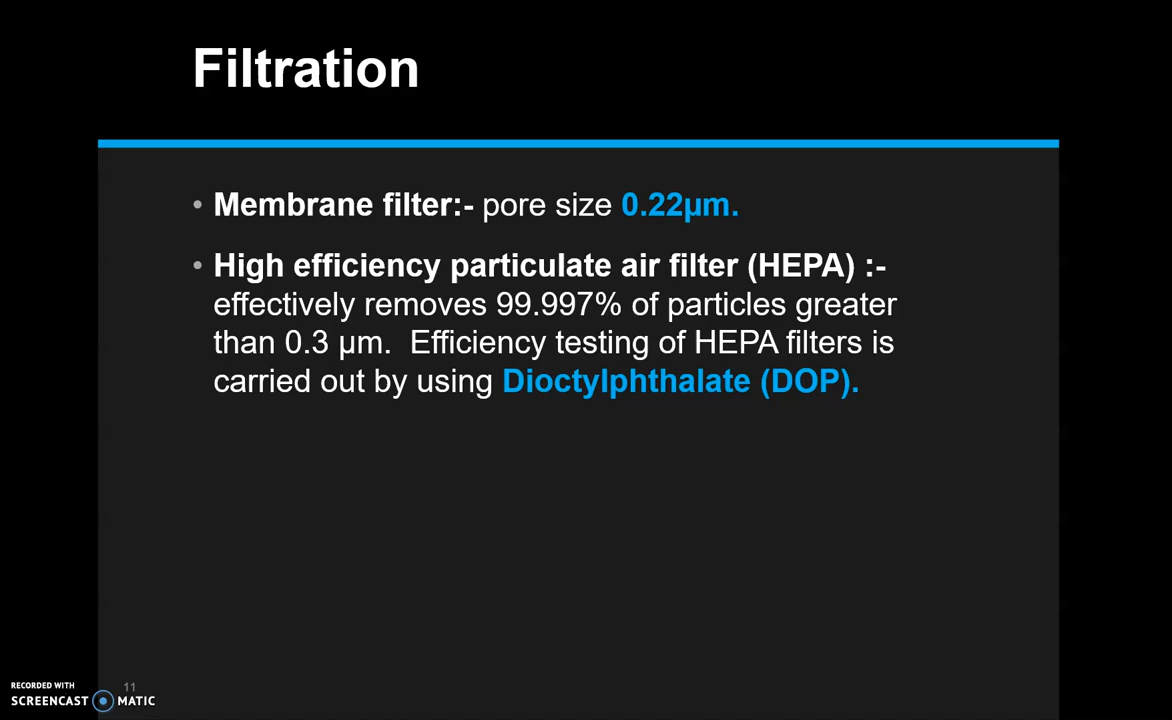 Filtration
• Membrane filter:- pore size 0.22µm.
• High efficiency particulate air filter (HEPA) :-
effectively removes 99.997% of particles greater
than 0.3 µm.  Efficiency testing of HEPA filters is
carried out by using Dioctylphthalate (DOP).
11
RECORDED WITH
SCREENCAST MATIC